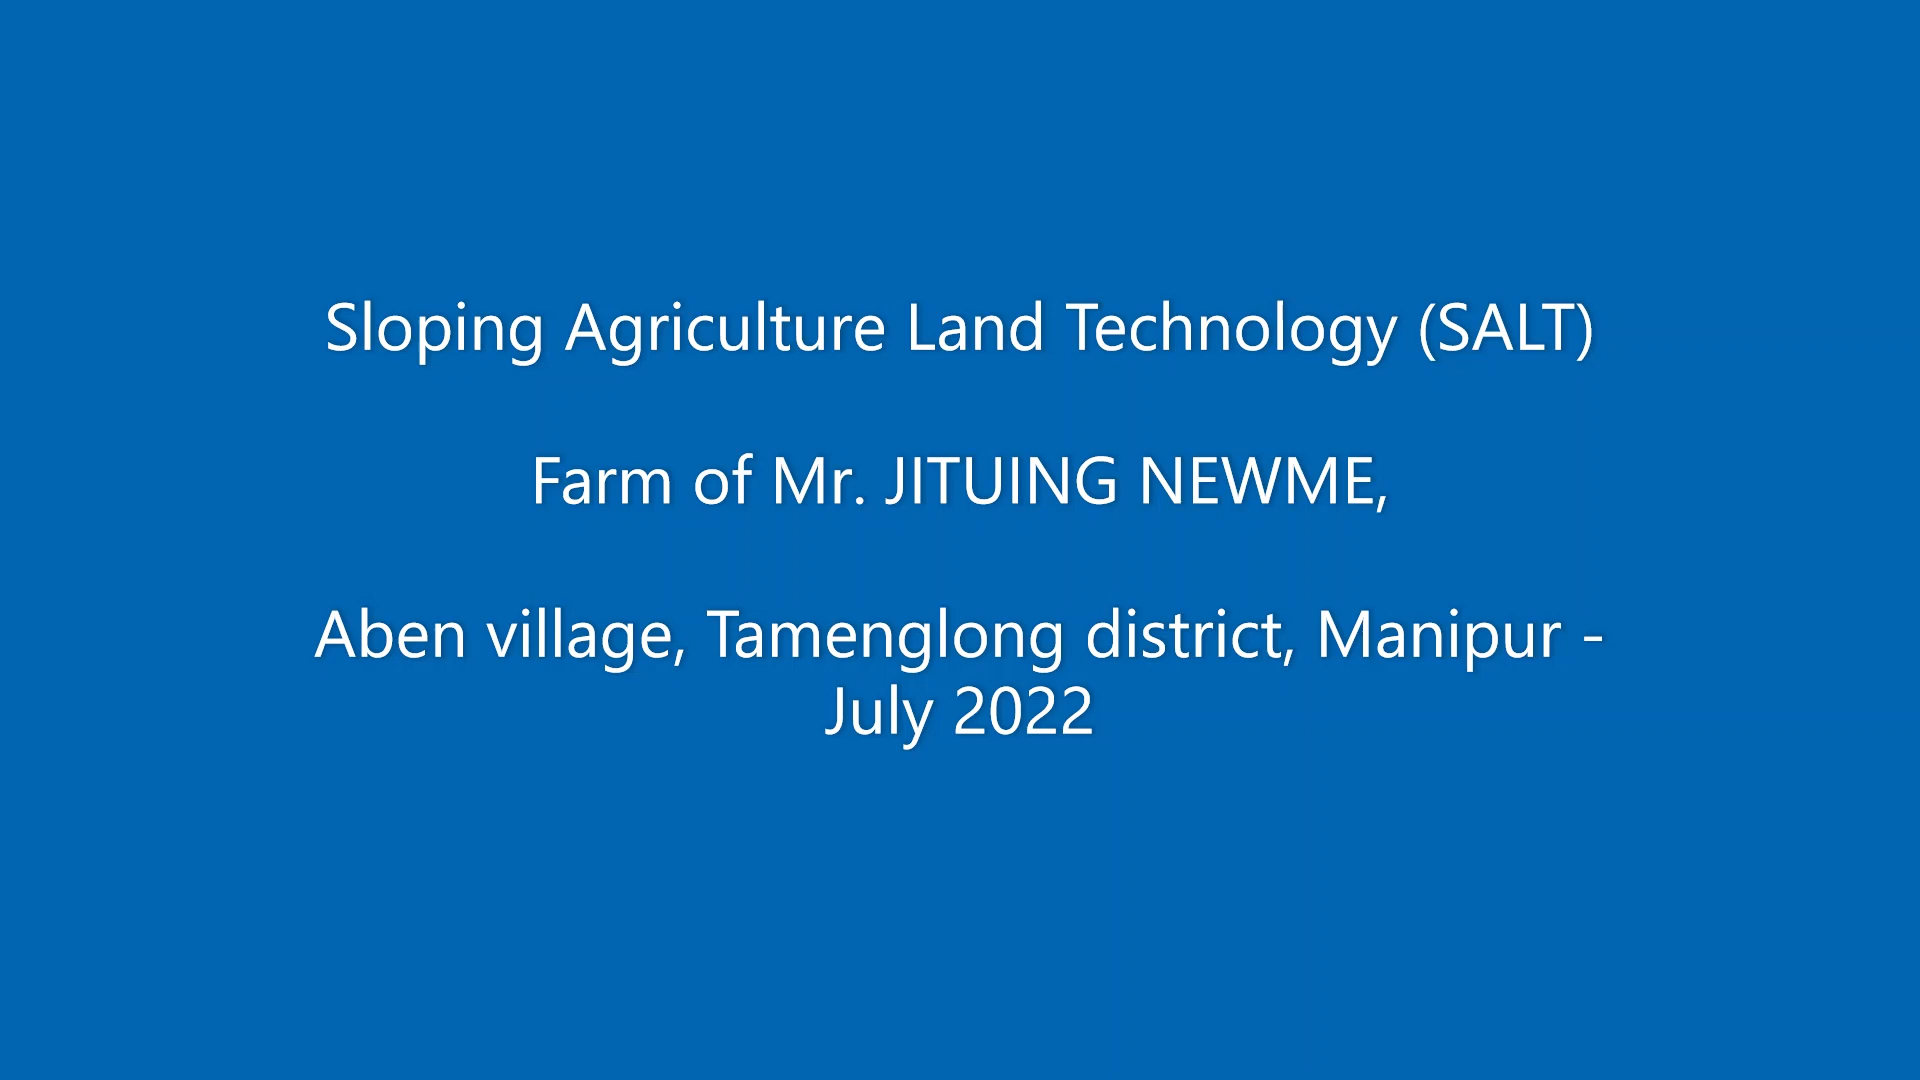 Sloping Agriculture Land Technology (SALT)
Farm of Mr. JITUING NEWME,
Aben village, Tamenglong district, Manipur -
July 2022